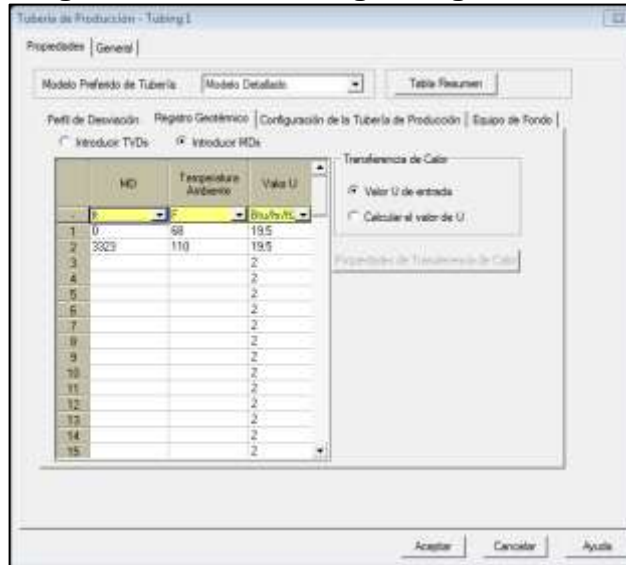 Tubería de Producción - Tubing 1
Propiedades General
Modelo Preferido de Tubería Modelo Detallado Tabla Resumen
Perfil de Desviación Registro Geotérmico Configuración de la Tubería de Producción Equipo de Fondo
Introducir TVDs Introducir MDs
Transferencia de Calor
MD Temperatura Ambiente Valor U
Valor U de entrada
Calcular el valor de U
Propiedades de Transferencia de Calor
ft F Btu/hr/ft2
1 0 68 19.5
2 3323 110 19.5
3 2
4 2
5 2
6 2
7 2
8 2
9 2
10 2
11 2
12 2
13 2
14 2
15 2
Aceptar Cancelar Ayuda